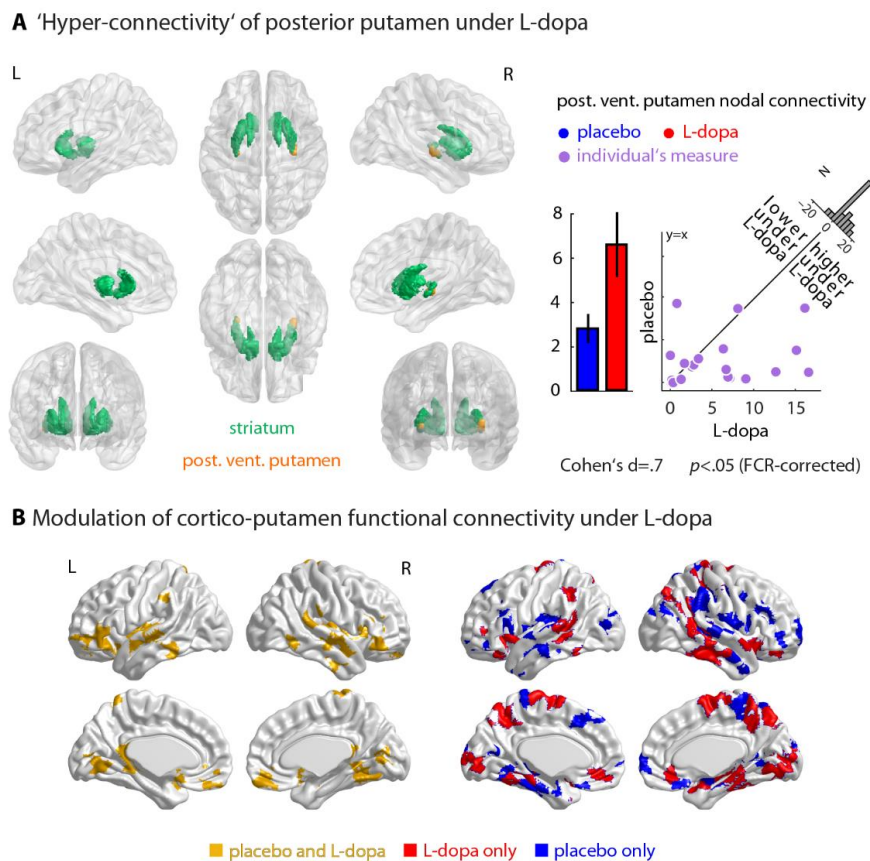 A 'Hyper-connectivity' of posterior putamen under L-dopa
L
R
striatum
post. vent. putamen
post. vent. putamen nodal connectivity
placebo
L-dopa
individual's measure
8
6
4
2
0
placebo
y=x
0
5
10
15
L-dopa
lower
under
L-dopa
higher
under
L-dopa
N
-20
0
20
Cohen's d=.7
p<.05 (FCR-corrected)
B Modulation of cortico-putamen functional connectivity under L-dopa
L
R
placebo and L-dopa
L-dopa only
placebo only